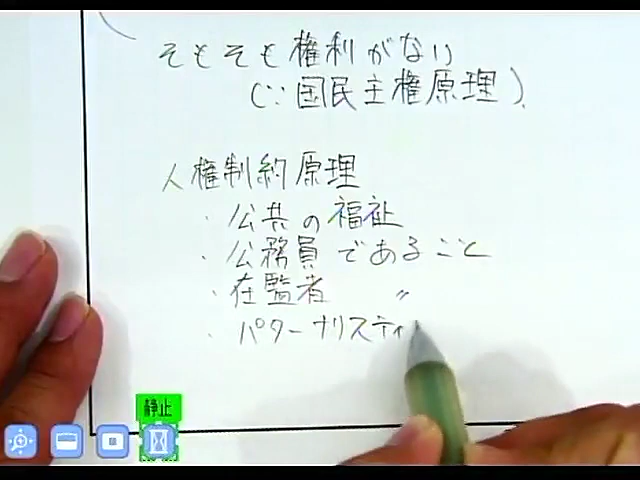 そもそも権利がない
(∵国民主権原理).
人権制約原理
・公共の福祉
・公務員であること
・在監者 〃
・パターナリスティ
静止